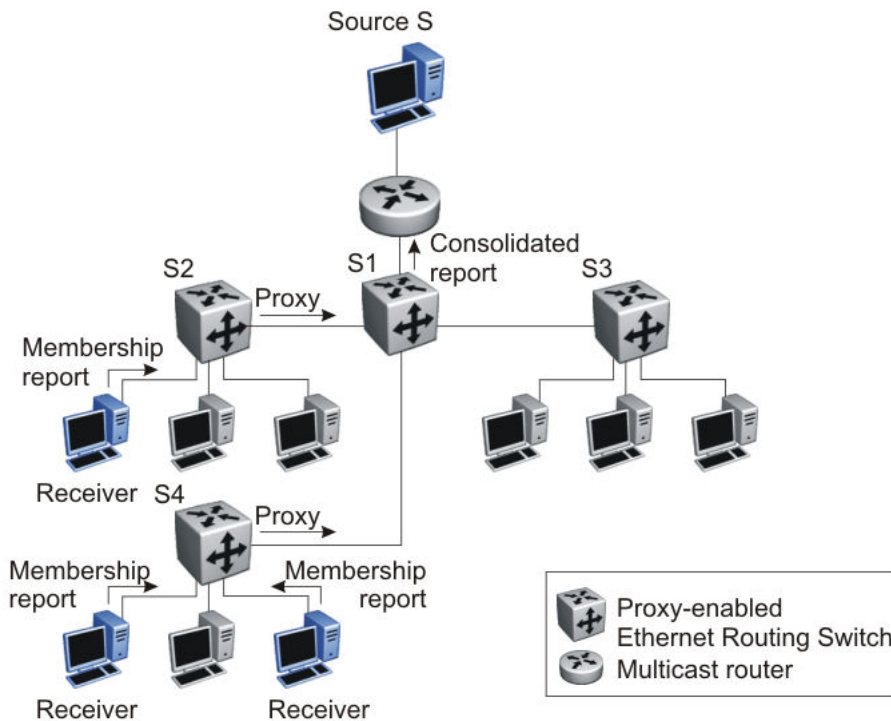 Source S
Consolidated
report
S1
S2
S3
Proxy
Membership
report
Receiver
S4
Proxy
Membership
report
Membership
report
Receiver
Receiver
Proxy-enabled
Ethernet Routing Switch
Multicast router